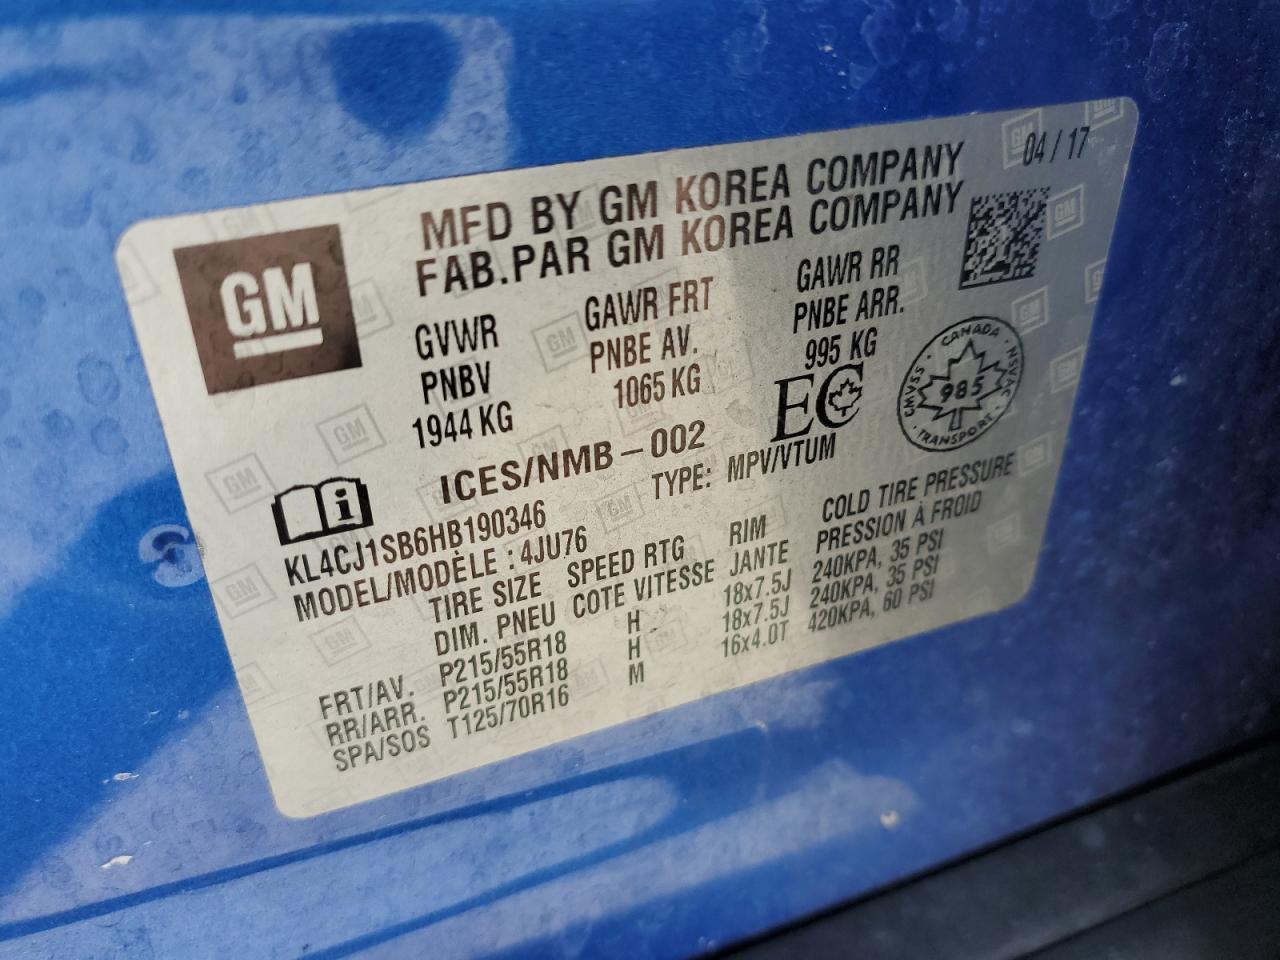 GM
MFD BY GM KOREA COMPANY
04 / 17
FAB.PAR GM KOREA COMPANY
GVWR GAWR FRT GAWR RR
PNBV PNBE AV. PNBE ARR.
1944 KG 1065 KG 995 KG
ICES/NMB – 002
EC
CANADA
CMVSS · NSVAC
985
TRANSPORT
i
KL4CJ1SB6HB190346 TYPE: MPV/VTUM
MODEL/MODÈLE : 4JU76
TIRE SIZE SPEED RTG RIM COLD TIRE PRESSURE
DIM. PNEU COTE VITESSE JANTE PRESSION À FROID
FRT/AV. P215/55R18 H 18x7.5J 240KPA, 35 PSI
RR/ARR. P215/55R18 H 18x7.5J 240KPA, 35 PSI
SPA/SOS T125/70R16 M 16x4.0T 420KPA, 60 PSI